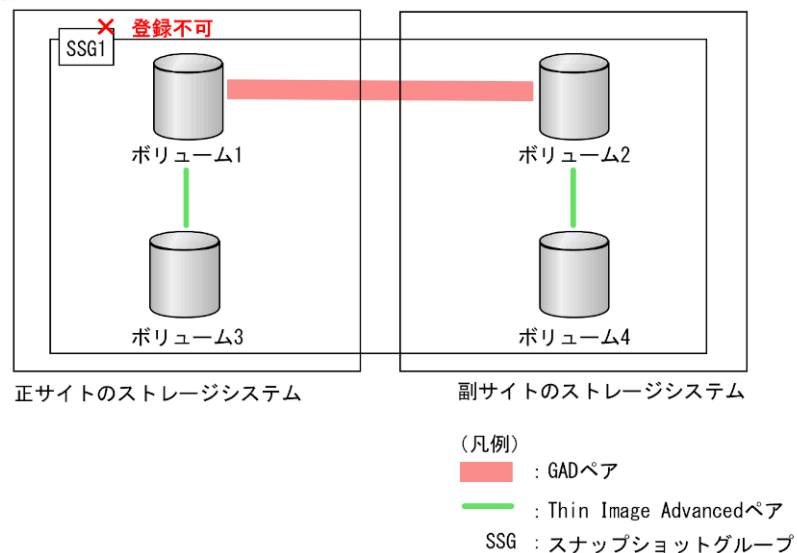 登録不可
SSG1
ボリューム1
ボリューム2
ボリューム3
ボリューム4
正サイトのストレージシステム
副サイトのストレージシステム
(凡例)
:GADペア
:Thin Image Advancedペア
SSG :スナップショットグループ